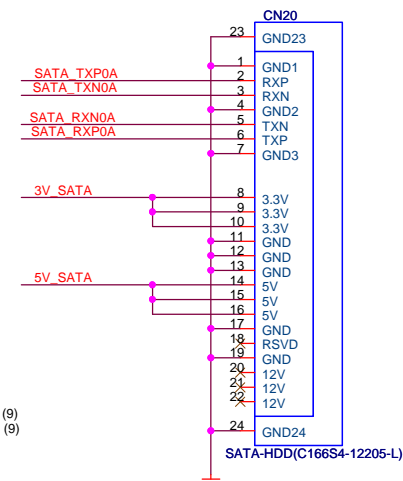 CN20
23 GND23
1 GND1
SATA_TXP0A 2 RXP
SATA_TXN0A 3 RXN
4 GND2
SATA_RXN0A 5 TXN
SATA_RXP0A 6 TXP
7 GND3
3V_SATA 8 3.3V
9 3.3V
10 3.3V
11 GND
12 GND
13 GND
5V_SATA 14 5V
15 5V
16 5V
17 GND
18 RSVD
19 GND
20 12V
21 12V
22 12V
(9)
(9)
24 GND24
SATA-HDD(C166S4-12205-L)